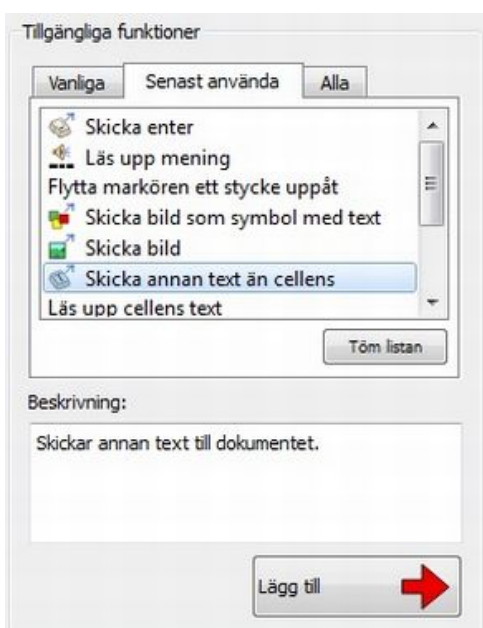 Tillgängliga funktioner
Vanliga Senast använda Alla
Skicka enter
Läs upp mening
Flytta markören ett stycke uppåt
Skicka bild som symbol med text
Skicka bild
Skicka annan text än cellens
Läs upp cellens text
Töm listan
Beskrivning:
Skickar annan text till dokumentet.
Lägg till